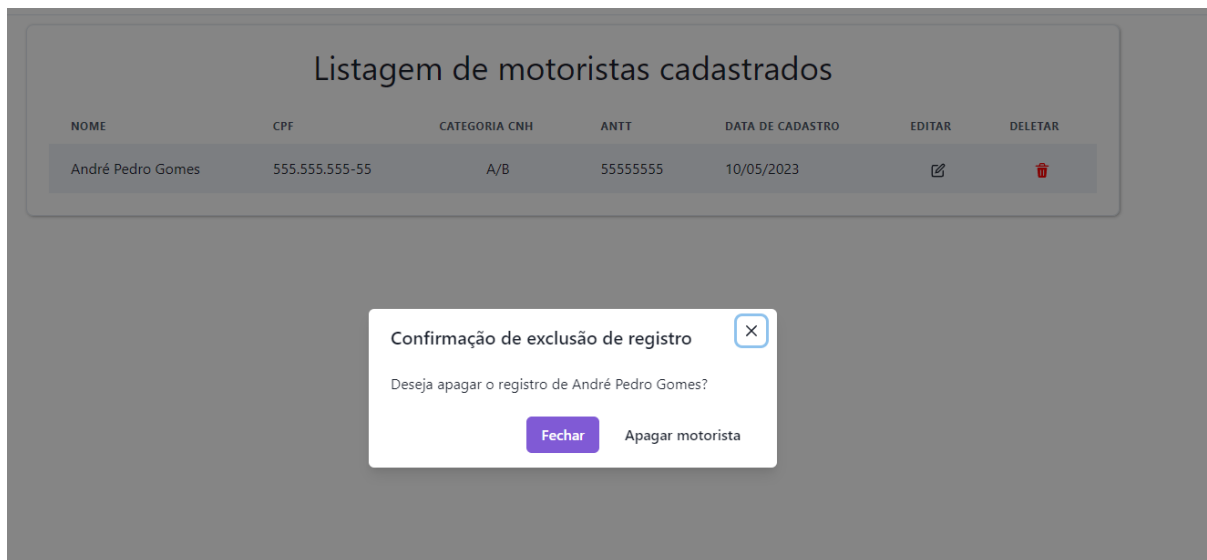 Listagem de motoristas cadastrados
NOME CPF CATEGORIA CNH ANTT DATA DE CADASTRO EDITAR DELETAR
André Pedro Gomes 555.555.555-55 A/B 55555555 10/05/2023
Confirmação de exclusão de registro
Deseja apagar o registro de André Pedro Gomes?
Fechar Apagar motorista